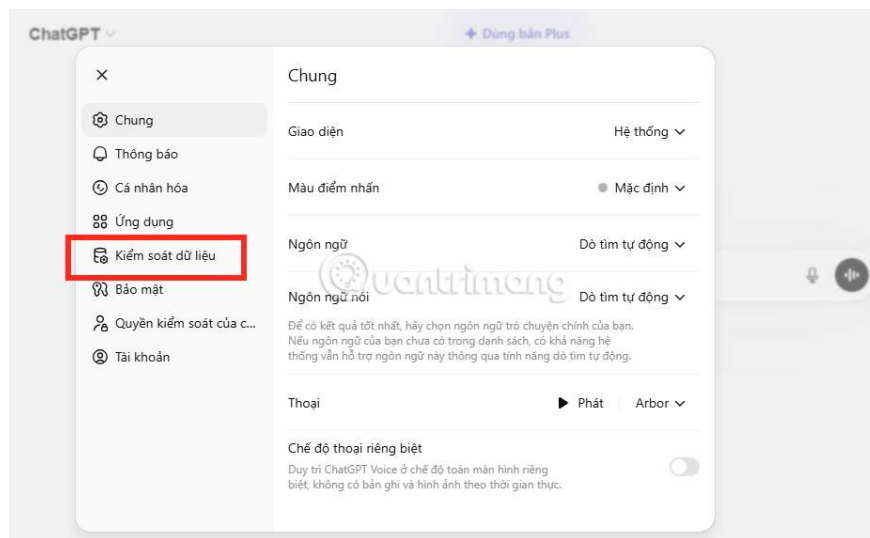 ChatGPT
Dùng bản Plus
Chung
Thông báo
Cá nhân hóa
Ứng dụng
Kiểm soát dữ liệu
Bảo mật
Quyền kiểm soát của c...
Tài khoản
Chung
Giao diện Hệ thống
Màu điểm nhấn Mặc định
Ngôn ngữ Dò tìm tự động
Quantrimang
Ngôn ngữ nói Dò tìm tự động
Để có kết quả tốt nhất, hãy chọn ngôn ngữ trò chuyện chính của bạn.
Nếu ngôn ngữ của bạn chưa có trong danh sách, có khả năng hệ
thống vẫn hỗ trợ ngôn ngữ này thông qua tính năng dò tìm tự động.
Thoại Phát Arbor
Chế độ thoại riêng biệt
Duy trì ChatGPT Voice ở chế độ toàn màn hình riêng
biệt, không có bản ghi và hình ảnh theo thời gian thực.